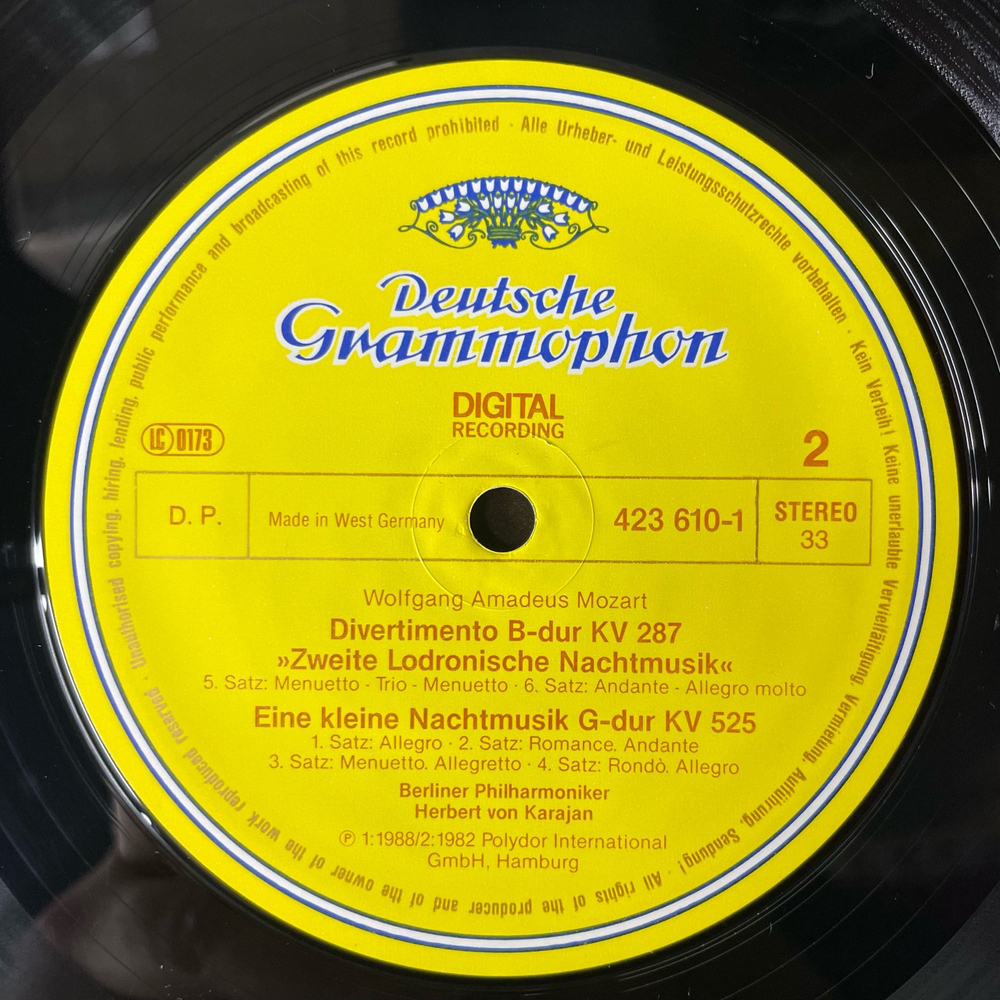 Unauthorised copying, hiring, lending, public performance and broadcasting of this record prohibited · Alle Urheber- und Leistungsschutzrechte vorbehalten · Kein Verleih! Keine unerlaubte Vervielfältigung, Vermietung, Aufführung, Sendung! · All rights of the producer and of the owner of the work reproduced reserved ·
Deutsche
Grammophon
DIGITAL
RECORDING
LC 0173
2
D. P.
Made in West Germany
423 610-1
STEREO
33
Wolfgang Amadeus Mozart
Divertimento B-dur KV 287
»Zweite Lodronische Nachtmusik«
5. Satz: Menuetto - Trio - Menuetto · 6. Satz: Andante - Allegro molto
Eine kleine Nachtmusik G-dur KV 525
1. Satz: Allegro · 2. Satz: Romance. Andante
3. Satz: Menuetto. Allegretto · 4. Satz: Rondò. Allegro
Berliner Philharmoniker
Herbert von Karajan
℗ 1:1988/2:1982 Polydor International
GmbH, Hamburg